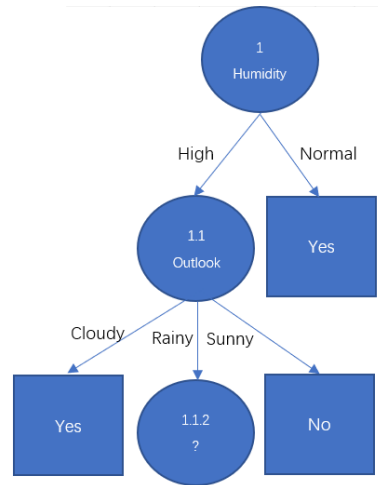 1
Humidity
High
Normal
1.1
Outlook
Yes
Cloudy
Rainy
Sunny
Yes
1.1.2
?
No